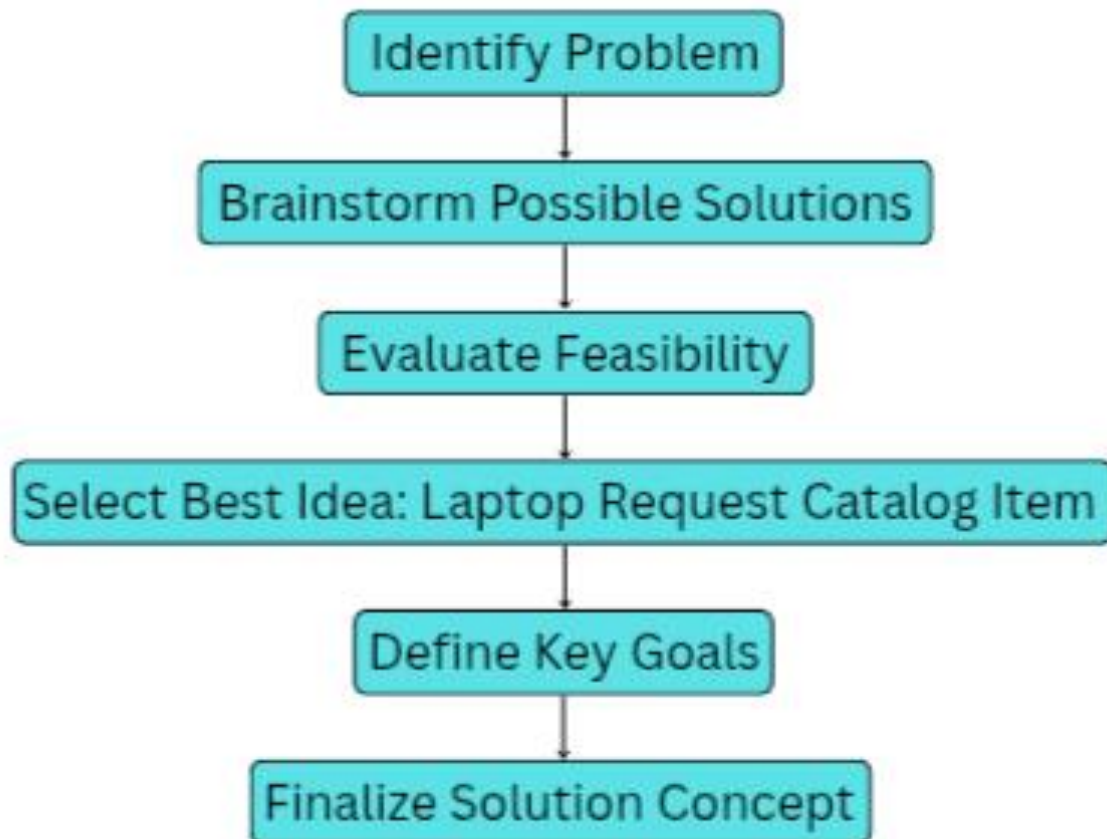 Identify Problem
Brainstorm Possible Solutions
Evaluate Feasibility
Select Best Idea: Laptop Request Catalog Item
Define Key Goals
Finalize Solution Concept